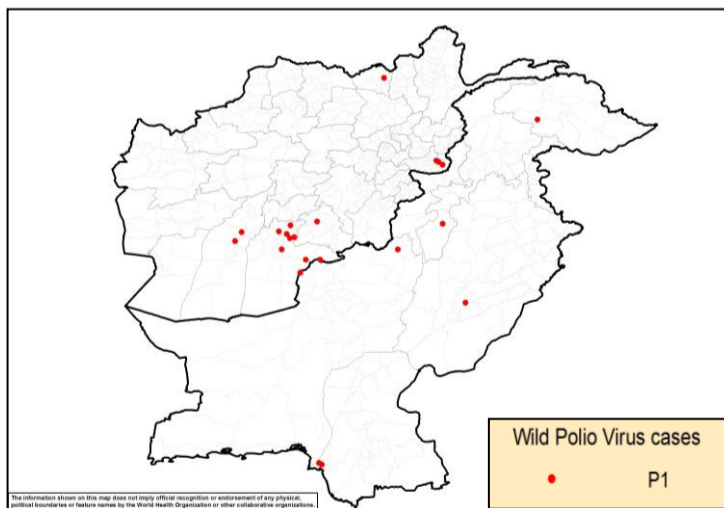 Wild Polio Virus cases
P1
The information shown on this map does not imply official recognition or endorsement of any physical,
political boundaries or feature names by the World Health Organization or other collaborative organizations.